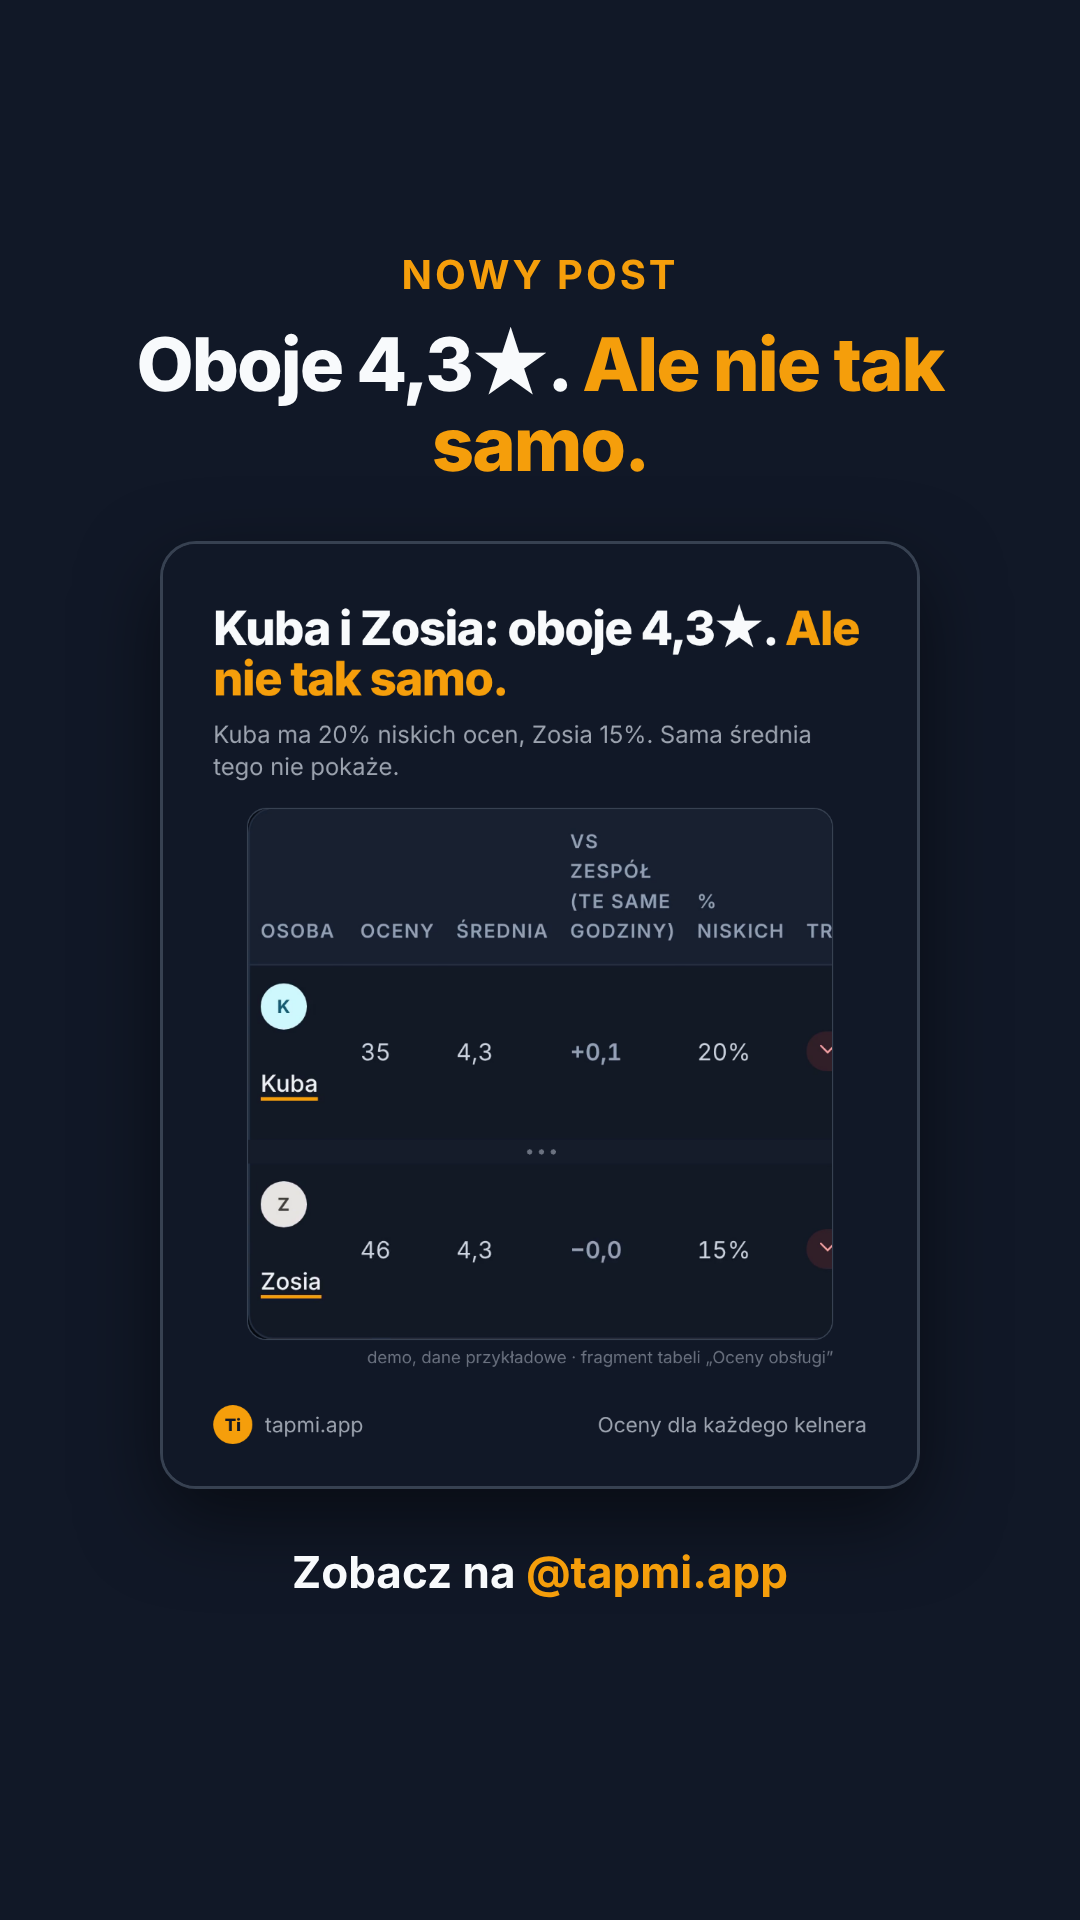 NOWY POST
Oboje 4,3★. Ale nie tak
samo.
Kuba i Zosia: oboje 4,3★. Ale
nie tak samo.
Kuba ma 20% niskich ocen, Zosia 15%. Sama średnia
tego nie pokaże.
VS
ZESPÓŁ
(TE SAME %
OSOBA OCENY ŚREDNIA GODZINY) NISKICH TR
K
35 4,3 +0,1 20%
Kuba
•••
Z
46 4,3 −0,0 15%
Zosia
demo, dane przykładowe · fragment tabeli „Oceny obsługi”
Ti tapmi.app Oceny dla każdego kelnera
Zobacz na @tapmi.app